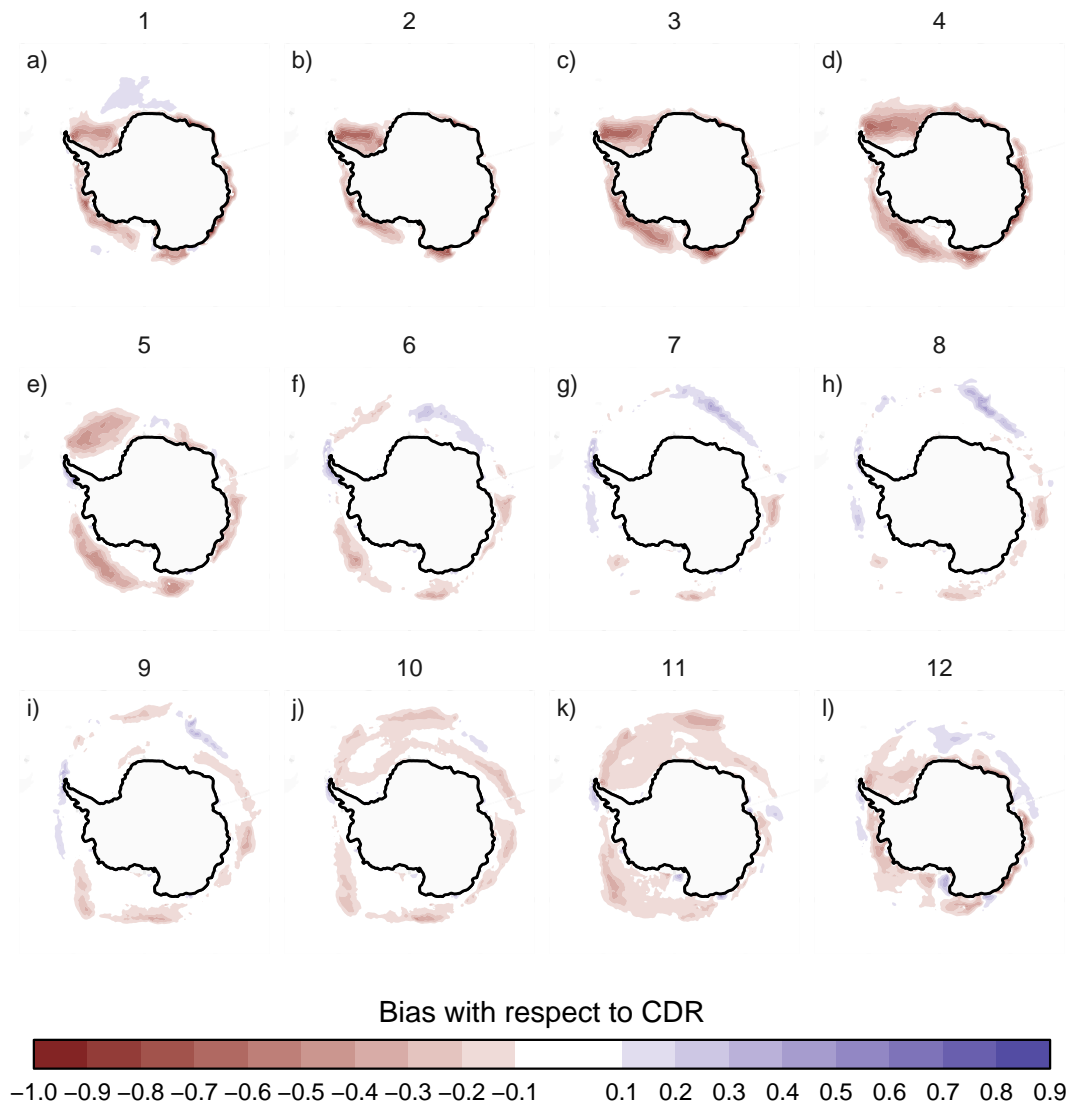 1 2 3 4
a) b) c) d)
5 6 7 8
e) f) g) h)
9 10 11 12
i) j) k) l)
Bias with respect to CDR
−1.0 −0.9 −0.8 −0.7 −0.6 −0.5 −0.4 −0.3 −0.2 −0.1 0.1 0.2 0.3 0.4 0.5 0.6 0.7 0.8 0.9